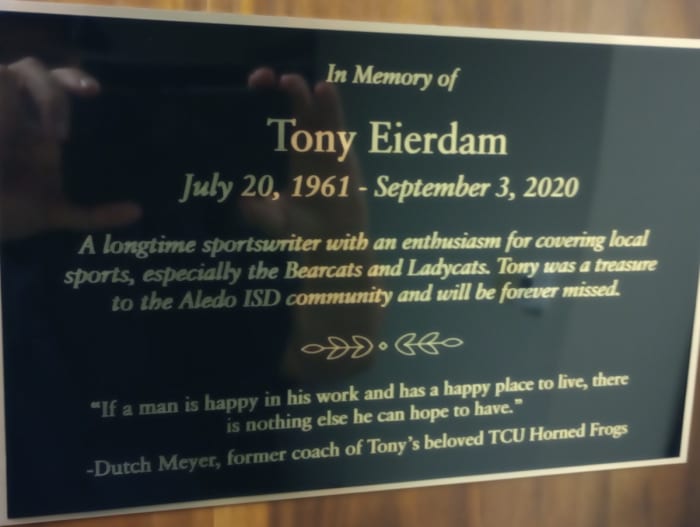 In Memory of
Tony Eierdam
July 20, 1961 - September 3, 2020
A longtime sportswriter with an enthusiasm for covering local
sports, especially the Bearcats and Ladycats. Tony was a treasure
to the Aledo ISD community and will be forever missed.
“If a man is happy in his work and has a happy place to live, there
is nothing else he can hope to have.”
-Dutch Meyer, former coach of Tony’s beloved TCU Horned Frogs